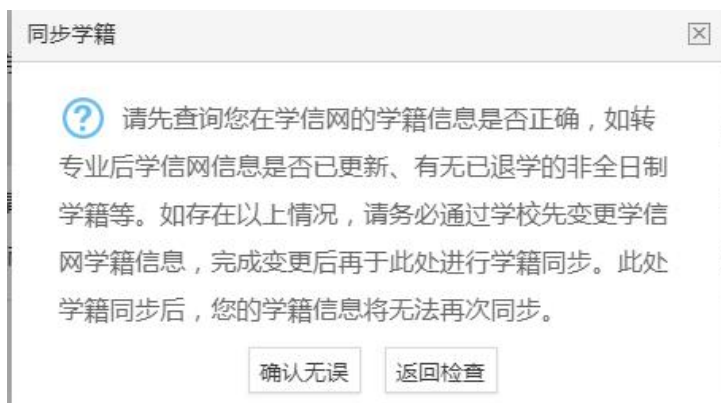 同步学籍
请先查询您在学信网的学籍信息是否正确，如转
专业后学信网信息是否已更新、有无已退学的非全日制
学籍等。如存在以上情况，请务必通过学校先变更学信
网学籍信息，完成变更后再于此处进行学籍同步。此处
学籍同步后，您的学籍信息将无法再次同步。
确认无误 返回检查